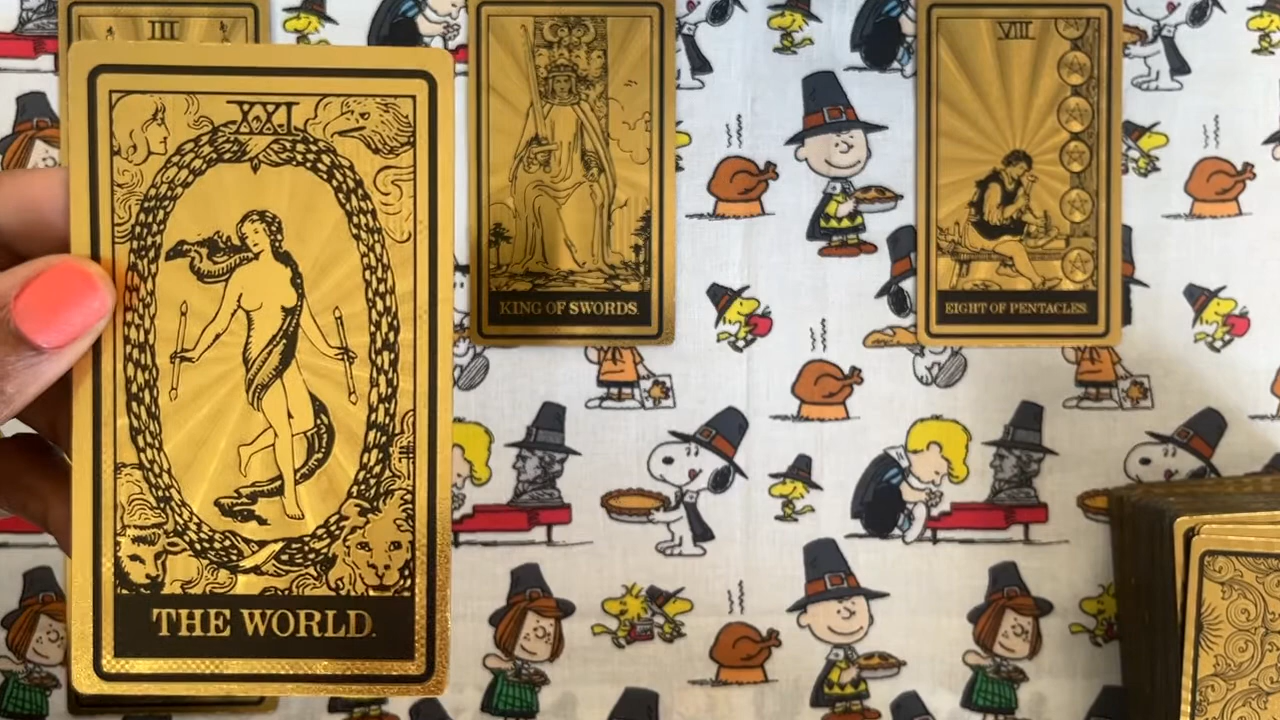 III
XXI
THE WORLD.
KING OF SWORDS.
VIII
EIGHT OF PENTACLES.